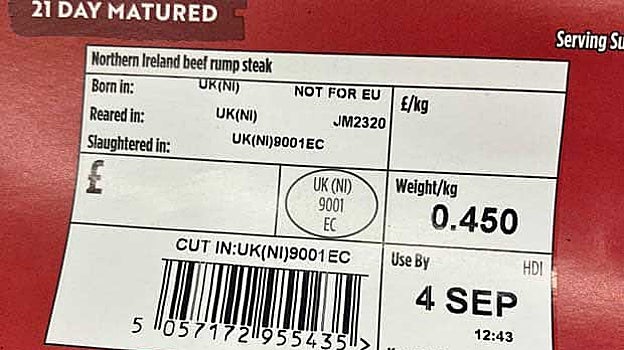 21 DAY MATURED
Serving Su
Northern Ireland beef rump steak
Born in: UK(NI) NOT FOR EU
Reared in: UK(NI) JM2320
Slaughtered in: UK(NI)9001EC
£/kg
£
UK (NI)
9001
EC
Weight/kg
0.450
CUT IN:UK(NI)9001EC
Use By HDI
4 SEP
12:43
5 057172 955435 >